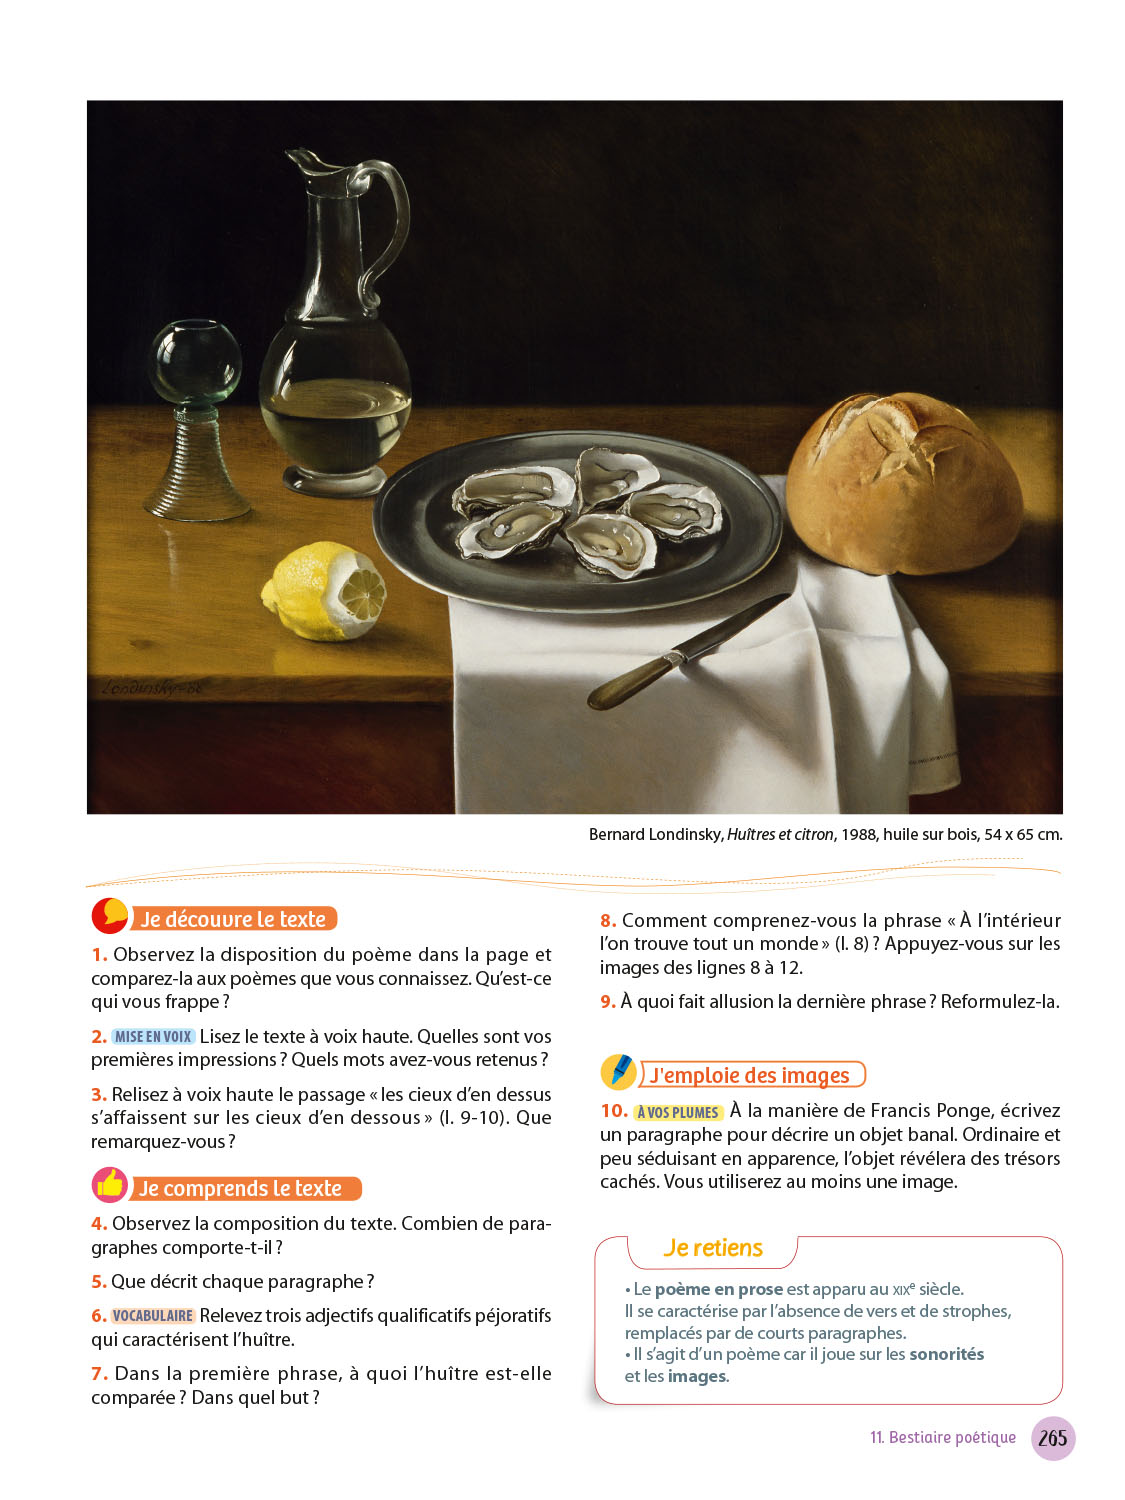 Londinsky-88
Bernard Londinsky, Huîtres et citron, 1988, huile sur bois, 54 x 65 cm.
Je découvre le texte
1. Observez la disposition du poème dans la page et
comparez-la aux poèmes que vous connaissez. Qu’est-ce
qui vous frappe ?
2. MISE EN VOIX Lisez le texte à voix haute. Quelles sont vos
premières impressions ? Quels mots avez-vous retenus ?
3. Relisez à voix haute le passage « les cieux d’en dessus
s’affaissent sur les cieux d’en dessous » (l. 9-10). Que
remarquez-vous ?
Je comprends le texte
4. Observez la composition du texte. Combien de para-
graphes comporte-t-il ?
5. Que décrit chaque paragraphe ?
6. VOCABULAIRE Relevez trois adjectifs qualificatifs péjoratifs
qui caractérisent l’huître.
7. Dans la première phrase, à quoi l’huître est-elle
comparée ? Dans quel but ?
8. Comment comprenez-vous la phrase « À l’intérieur
l’on trouve tout un monde » (l. 8) ? Appuyez-vous sur les
images des lignes 8 à 12.
9. À quoi fait allusion la dernière phrase ? Reformulez-la.
J'emploie des images
10. À VOS PLUMES À la manière de Francis Ponge, écrivez
un paragraphe pour décrire un objet banal. Ordinaire et
peu séduisant en apparence, l’objet révélera des trésors
cachés. Vous utiliserez au moins une image.
Je retiens
• Le poème en prose est apparu au XIXe siècle.
Il se caractérise par l’absence de vers et de strophes,
remplacés par de courts paragraphes.
• Il s’agit d’un poème car il joue sur les sonorités
et les images.
11. Bestiaire poétique 265